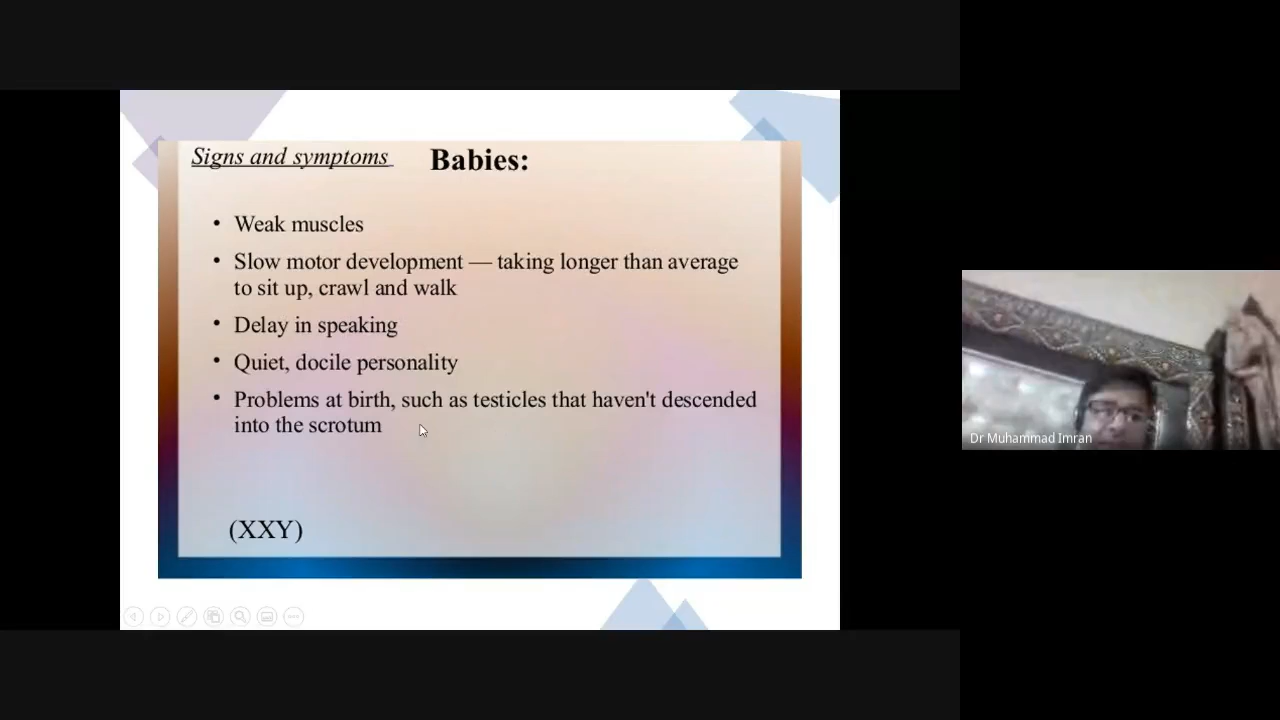 Signs and symptoms
Babies:
• Weak muscles
• Slow motor development — taking longer than average
to sit up, crawl and walk
• Delay in speaking
• Quiet, docile personality
• Problems at birth, such as testicles that haven't descended
into the scrotum
(XXY)
Dr Muhammad Imran